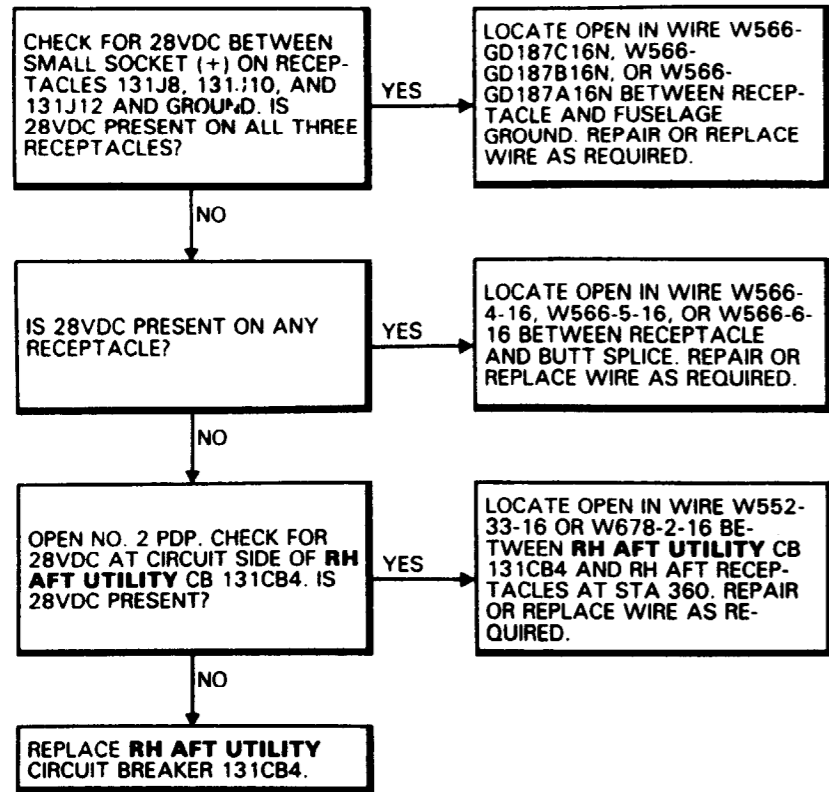 CHECK FOR 28VDC BETWEEN
SMALL SOCKET (+) ON RECEP-
TACLES 131J8, 131J10, AND
131J12 AND GROUND. IS
28VDC PRESENT ON ALL THREE
RECEPTACLES?
YES
LOCATE OPEN IN WIRE W566-
GD187C16N, W566-
GD187B16N, OR W566-
GD187A16N BETWEEN RECEP-
TACLE AND FUSELAGE
GROUND. REPAIR OR REPLACE
WIRE AS REQUIRED.
NO
IS 28VDC PRESENT ON ANY
RECEPTACLE?
YES
LOCATE OPEN IN WIRE W566-
4-16, W566-5-16, OR W566-6-
16 BETWEEN RECEPTACLE
AND BUTT SPLICE. REPAIR OR
REPLACE WIRE AS REQUIRED.
NO
OPEN NO. 2 PDP. CHECK FOR
28VDC AT CIRCUIT SIDE OF RH
AFT UTILITY CB 131CB4. IS
28VDC PRESENT?
YES
LOCATE OPEN IN WIRE W552-
33-16 OR W678-2-16 BE-
TWEEN RH AFT UTILITY CB
131CB4 AND RH AFT RECEP-
TACLES AT STA 360. REPAIR
OR REPLACE WIRE AS RE-
QUIRED.
NO
REPLACE RH AFT UTILITY
CIRCUIT BREAKER 131CB4.